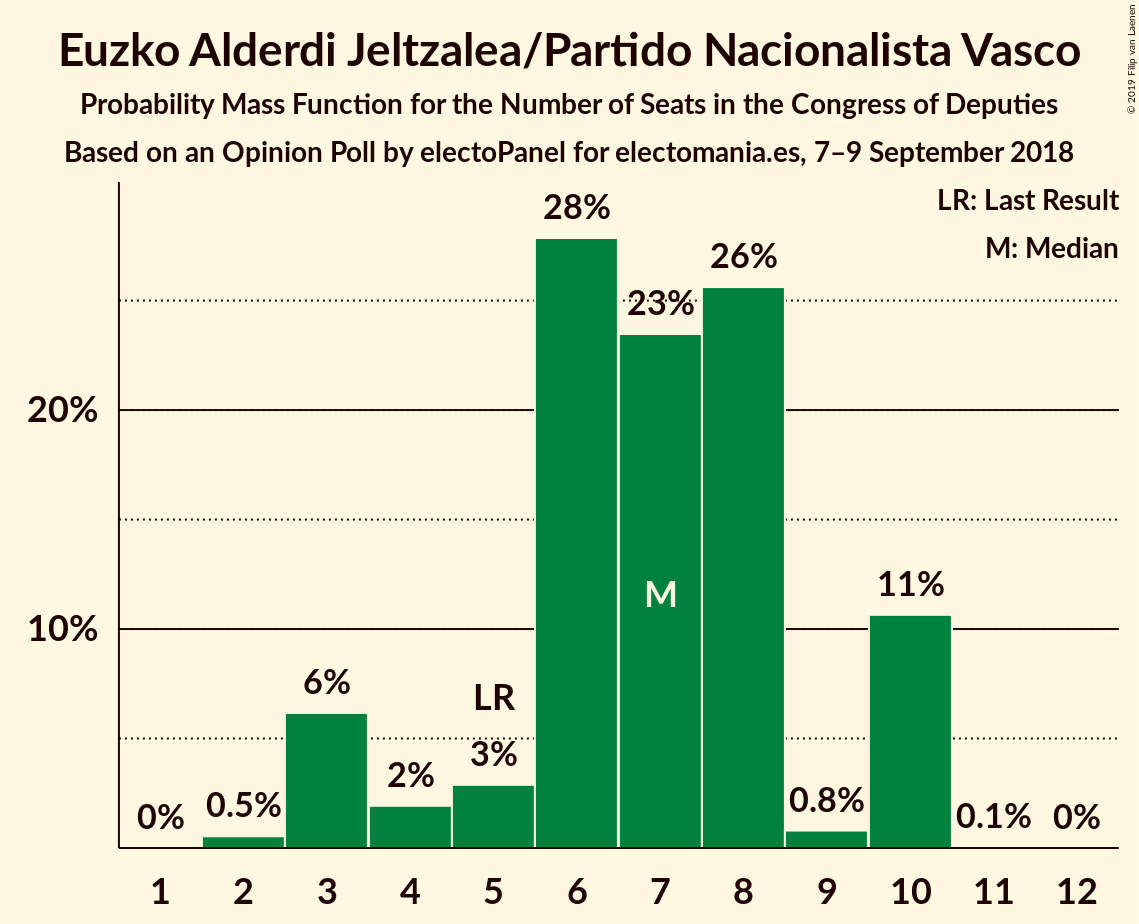 Euzko Alderdi Jeltzalea/Partido Nacionalista Vasco
Probability Mass Function for the Number of Seats in the Congress of Deputies
Based on an Opinion Poll by electoPanel for electomania.es, 7–9 September 2018
© 2019 Filip van Laenen
LR: Last Result
M: Median
20%
10%
0%
0.5%
6%
2%
LR
3%
28%
23%
M
26%
0.8%
11%
0.1%
0%
1 2 3 4 5 6 7 8 9 10 11 12